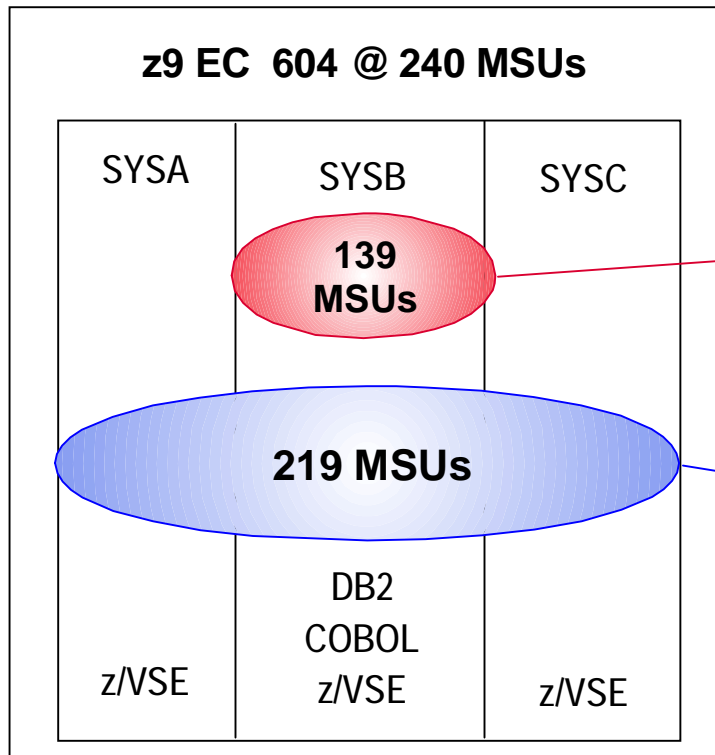 z9 EC 604 @ 240 MSUs
SYSA
SYSB
SYSC
139
MSUs
219 MSUs
DB2
COBOL
z/VSE
z/VSE
z/VSE